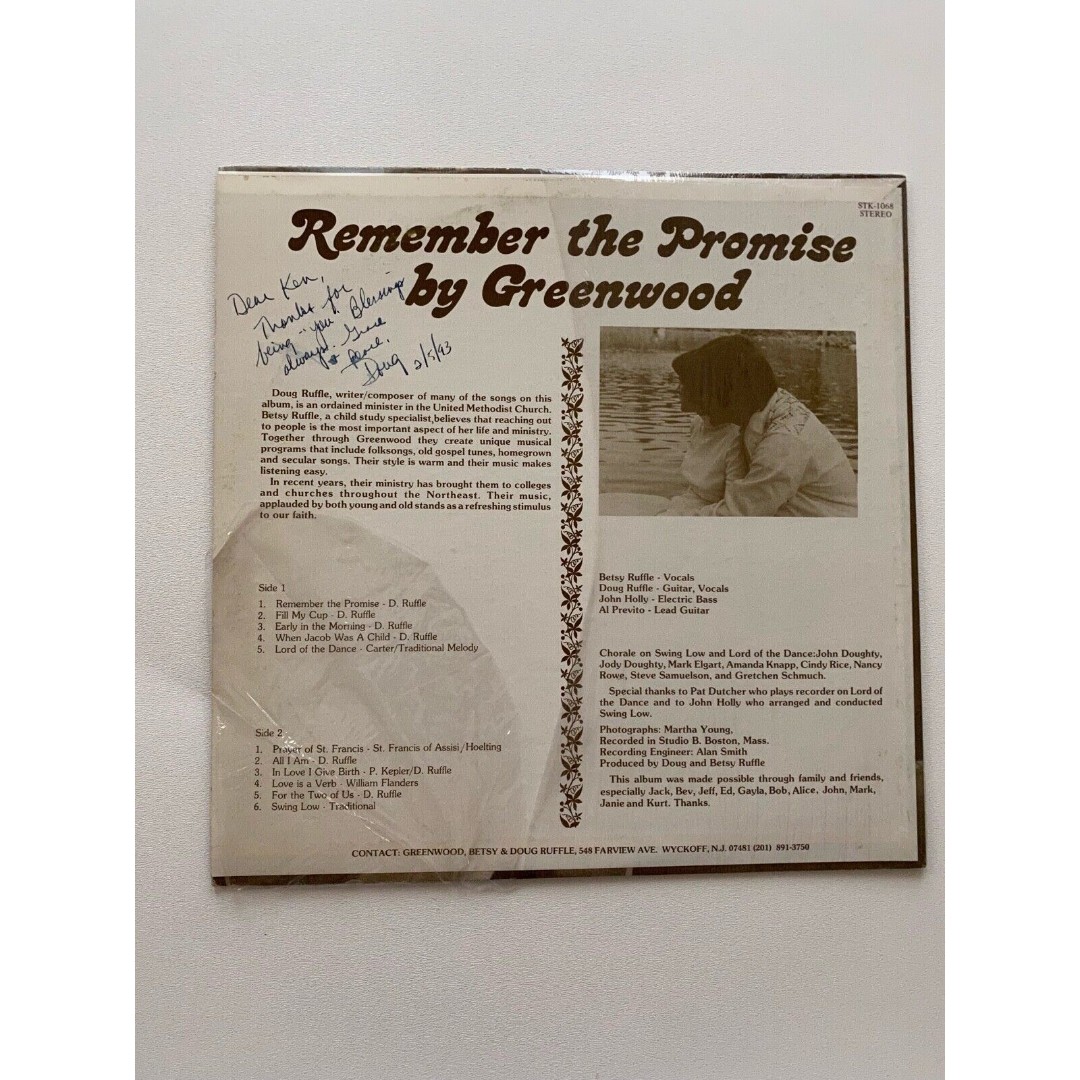 STK-1068
STEREO
Remember the Promise
by Greenwood
Dear Ken,
Thanks for
being "you". Blessings
always. Grace
& Peace,
Doug 2/5/93
Doug Ruffle, writer/composer of many of the songs on this
album, is an ordained minister in the United Methodist Church.
Betsy Ruffle, a child study specialist,believes that reaching out
to people is the most important aspect of her life and ministry.
Together through Greenwood they create unique musical
programs that include folksongs, old gospel tunes, homegrown
and secular songs. Their style is warm and their music makes
listening easy.
In recent years, their ministry has brought them to colleges
and churches throughout the Northeast. Their music,
applauded by both young and old stands as a refreshing stimulus
to our faith.
Side 1
1. Remember the Promise - D. Ruffle
2. Fill My Cup - D. Ruffle
3. Early in the Morning - D. Ruffle
4. When Jacob Was A Child - D. Ruffle
5. Lord of the Dance - Carter/Traditional Melody
Side 2
1. Prayer of St. Francis - St. Francis of Assisi/Hoelting
2. All I Am - D. Ruffle
3. In Love I Give Birth - P. Kepier/D. Ruffle
4. Love is a Verb - William Flanders
5. For the Two of Us - D. Ruffle
6. Swing Low - Traditional
Betsy Ruffle - Vocals
Doug Ruffle - Guitar, Vocals
John Holly - Electric Bass
Al Previto - Lead Guitar
Chorale on Swing Low and Lord of the Dance:John Doughty,
Jody Doughty, Mark Elgart, Amanda Knapp, Cindy Rice, Nancy
Rowe, Steve Samuelson, and Gretchen Schmuch.
Special thanks to Pat Dutcher who plays recorder on Lord of
the Dance and to John Holly who arranged and conducted
Swing Low.
Photographs: Martha Young,
Recorded in Studio B. Boston, Mass.
Recording Engineer: Alan Smith
Produced by Doug and Betsy Ruffle
This album was made possible through family and friends,
especially Jack, Bev, Jeff, Ed, Gayla, Bob, Alice, John, Mark,
Janie and Kurt. Thanks.
CONTACT: GREENWOOD, BETSY & DOUG RUFFLE, 548 FARVIEW AVE. WYCKOFF, N.J. 07481 (201) 891-3750